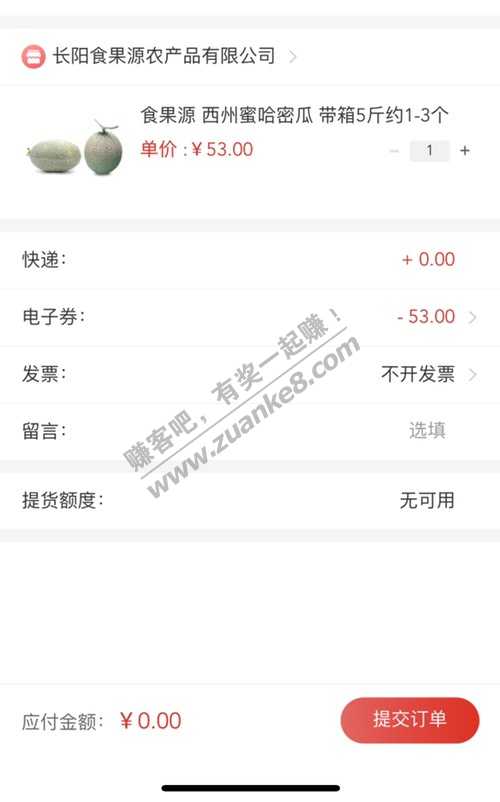 长阳食果源农产品有限公司
食果源 西州蜜哈密瓜 带箱5斤约1-3个
单价 : ¥ 53.00
1
快递:
+ 0.00
电子券:
- 53.00
发票:
不开发票
留言:
选填
赚客吧，有奖一起赚！
www.zuanke8.com
提货额度:
无可用
应付金额: ¥ 0.00
提交订单